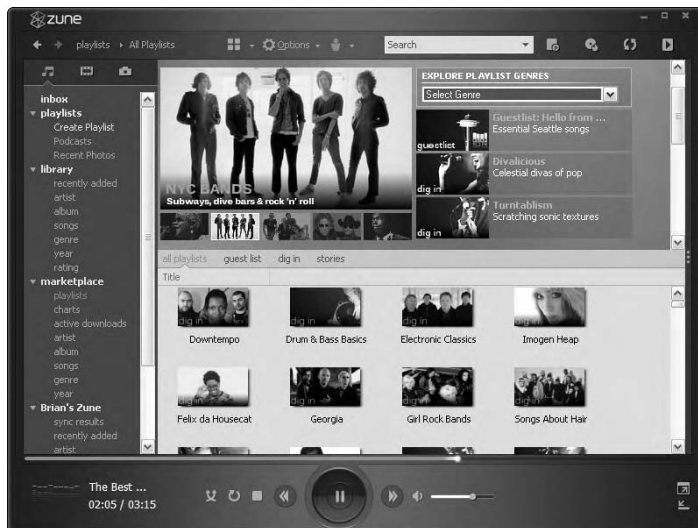 zune
playlists ▸ All Playlists
Options
Search
inbox
playlists
Create Playlist
Podcasts
Recent Photos
library
recently added
artist
album
songs
genre
year
rating
marketplace
playlists
charts
active downloads
artist
album
songs
genre
year
Brian's Zune
sync results
recently added
artist
NYC BANDS
Subways, dive bars & rock 'n' roll
EXPLORE PLAYLIST GENRES
Select Genre
guestlist
Guestlist: Hello from ...
Essential Seattle songs
dig in
Divalicious
Celestial divas of pop
dig in
Turntablism
Scratching sonic textures
all playlists guest list dig in stories
Title
dig in dig in dig in dig in
Downtempo Drum & Bass Basics Electronic Classics Imogen Heap
dig in dig in dig in dig in
Felix da Housecat Georgia Girl Rock Bands Songs About Hair
The Best ...
02:05 / 03:15